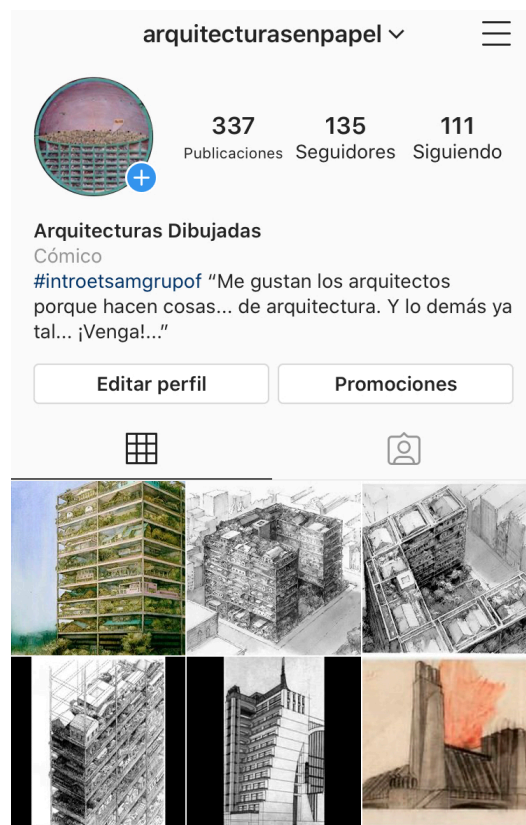 arquitecturasenpapel
337 135 111
Publicaciones Seguidores Siguiendo
Arquitecturas Dibujadas
Cómico
#introetsamgrupof “Me gustan los arquitectos
porque hacen cosas... de arquitectura. Y lo demás ya
tal... ¡Venga!...”
Editar perfil Promociones